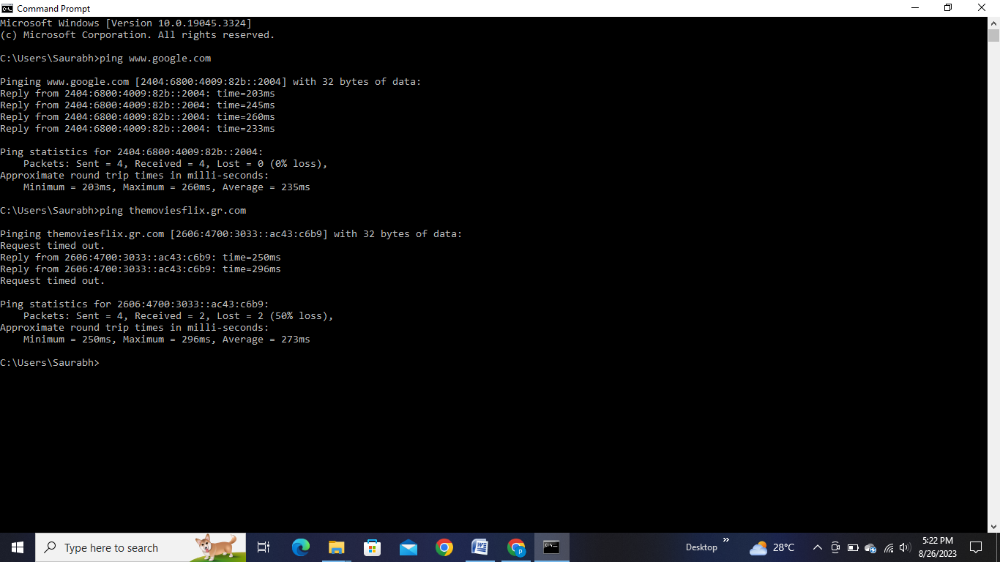 Command Prompt
Microsoft Windows [Version 10.0.19045.3324]
(c) Microsoft Corporation. All rights reserved.
C:\Users\Saurabh>ping www.google.com
Pinging www.google.com [2404:6800:4009:82b::2004] with 32 bytes of data:
Reply from 2404:6800:4009:82b::2004: time=203ms
Reply from 2404:6800:4009:82b::2004: time=245ms
Reply from 2404:6800:4009:82b::2004: time=260ms
Reply from 2404:6800:4009:82b::2004: time=233ms
Ping statistics for 2404:6800:4009:82b::2004:
    Packets: Sent = 4, Received = 4, Lost = 0 (0% loss),
Approximate round trip times in milli-seconds:
    Minimum = 203ms, Maximum = 260ms, Average = 235ms
C:\Users\Saurabh>ping themoviesflix.gr.com
Pinging themoviesflix.gr.com [2606:4700:3033::ac43:c6b9] with 32 bytes of data:
Request timed out.
Reply from 2606:4700:3033::ac43:c6b9: time=250ms
Reply from 2606:4700:3033::ac43:c6b9: time=296ms
Request timed out.
Ping statistics for 2606:4700:3033::ac43:c6b9:
    Packets: Sent = 4, Received = 2, Lost = 2 (50% loss),
Approximate round trip times in milli-seconds:
    Minimum = 250ms, Maximum = 296ms, Average = 273ms
C:\Users\Saurabh>
Type here to search
Desktop
28°C
5:22 PM
8/26/2023